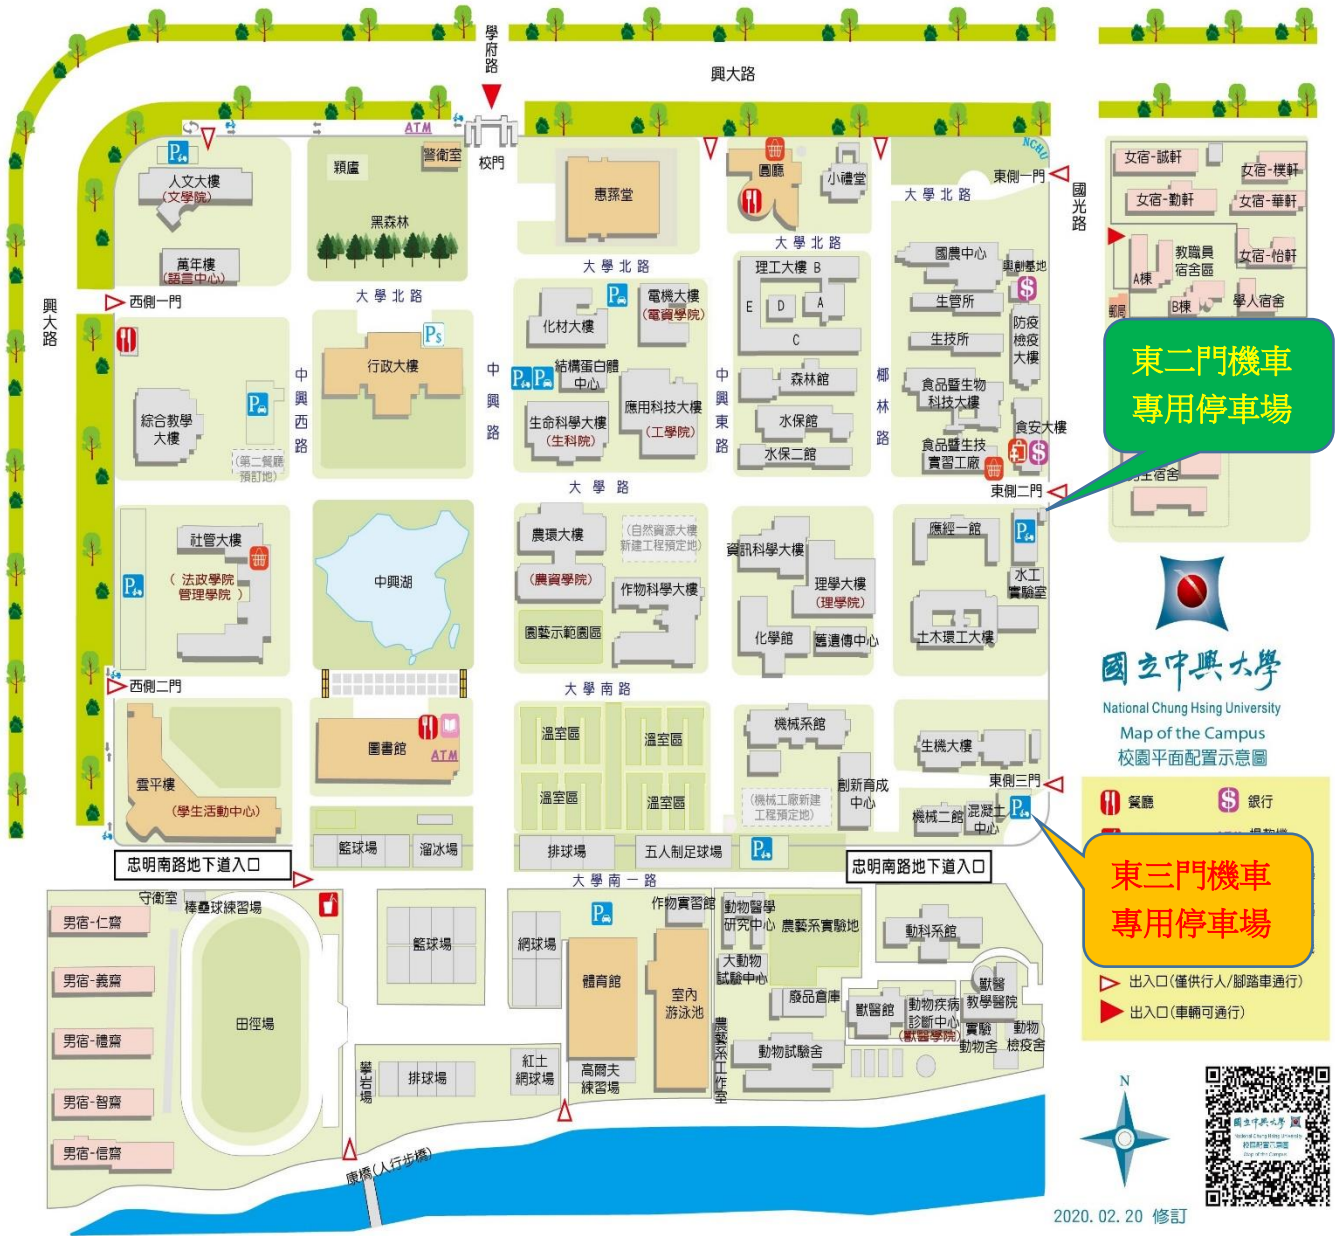 學府路
興大路
ATM
校門
警衛室
穎廬
人文大樓
(文學院)
萬年樓
(語言中心)
黑森林
惠蓀堂
圓廳
小禮堂
NCHU
東側一門
國光路
大學北路
大學北路
大學北路
大學北路
女宿-誠軒
女宿-樸軒
女宿-勤軒
女宿-華軒
女宿-怡軒
教職員
宿舍區
A棟
B棟
學人宿舍
郵局
興大路
西側一門
綜合教學
大樓
(第二餐廳
預訂地)
中興西路
行政大樓
Ps
中興路
化材大樓
電機大樓
(電資學院)
結構蛋白體
中心
生命科學大樓
(生科院)
應用科技大樓
(工學院)
中興東路
理工大樓 B
E
D
A
C
森林館
水保館
水保二館
椰林路
國農中心
興創基地
生管所
生技所
防疫
檢疫
大樓
食品暨生物
科技大樓
食安大樓
食品暨生技
實習工廠
東二門機車
專用停車場
東側二門
大學路
社管大樓
( 法政學院
管理學院 )
中興湖
農環大樓
(農資學院)
(自然資源大樓
新建工程預定地)
作物科學大樓
園藝示範園區
資訊科學大樓
理學大樓
(理學院)
化學館
舊遺傳中心
應經一館
水工
實驗室
土木環工大樓
國立中興大學
National Chung Hsing University
Map of the Campus
校園平面配置示意圖
西側二門
大學南路
雲平樓
(學生活動中心)
圖書館
ATM
溫室區
溫室區
溫室區
溫室區
機械系館
(機械工廠新建
工程預定地)
創新育成
中心
生機大樓
東側三門
機械二館
混凝土
中心
餐廳
銀行
東三門機車
專用停車場
出入口(僅供行人/腳踏車通行)
出入口(車輛可通行)
忠明南路地下道入口
籃球場
溜冰場
排球場
五人制足球場
忠明南路地下道入口
大學南一路
守衛室
棒壘球練習場
男宿-仁齋
男宿-義齋
男宿-禮齋
男宿-智齋
男宿-信齋
田徑場
籃球場
網球場
排球場
攀岩場
紅土
網球場
體育館
高爾夫
練習場
作物實習館
室內
游泳池
動物醫學
研究中心
大動物
試驗中心
農藝系實驗地
廢品倉庫
動物試驗舍
農藝系工作室
動科系館
獸醫館
動物疾病
診斷中心
(獸醫學院)
獸醫
教學醫院
實驗
動物舍
動物
檢疫舍
康橋(人行步橋)
N
國立中興大學
National Chung Hsing University
校園配置示意圖
Map of the Campus
2020.02.20 修訂